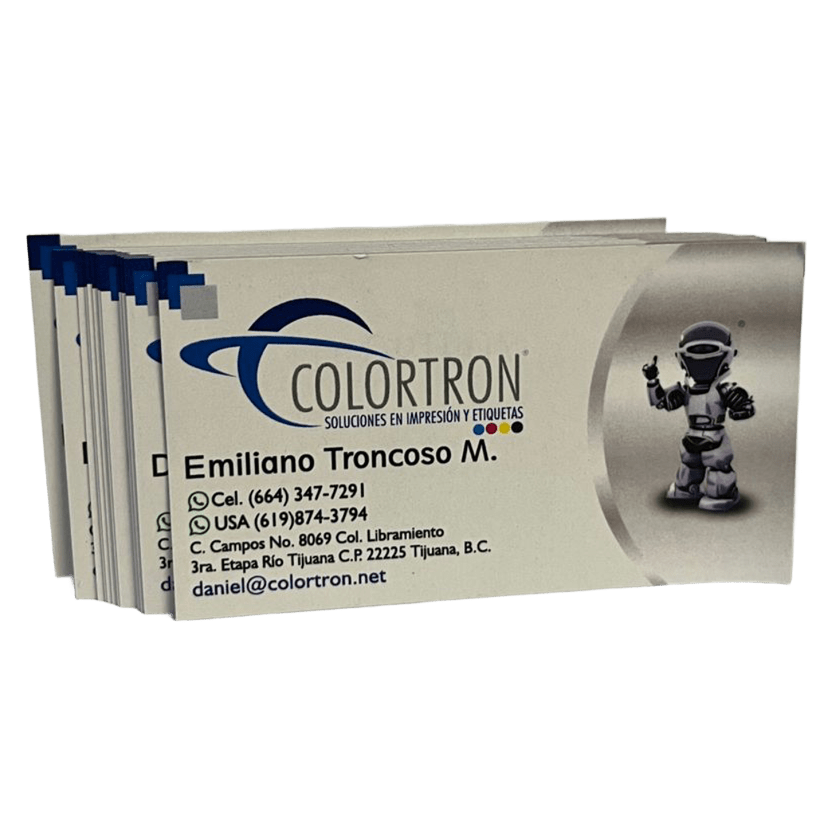 COLORTRON®
SOLUCIONES EN IMPRESIÓN Y ETIQUETAS
Emiliano Troncoso M.
Cel. (664) 347-7291
USA (619)874-3794
C. Campos No. 8069 Col. Libramiento
3ra. Etapa Río Tijuana C.P. 22225 Tijuana, B.C.
daniel@colortron.net